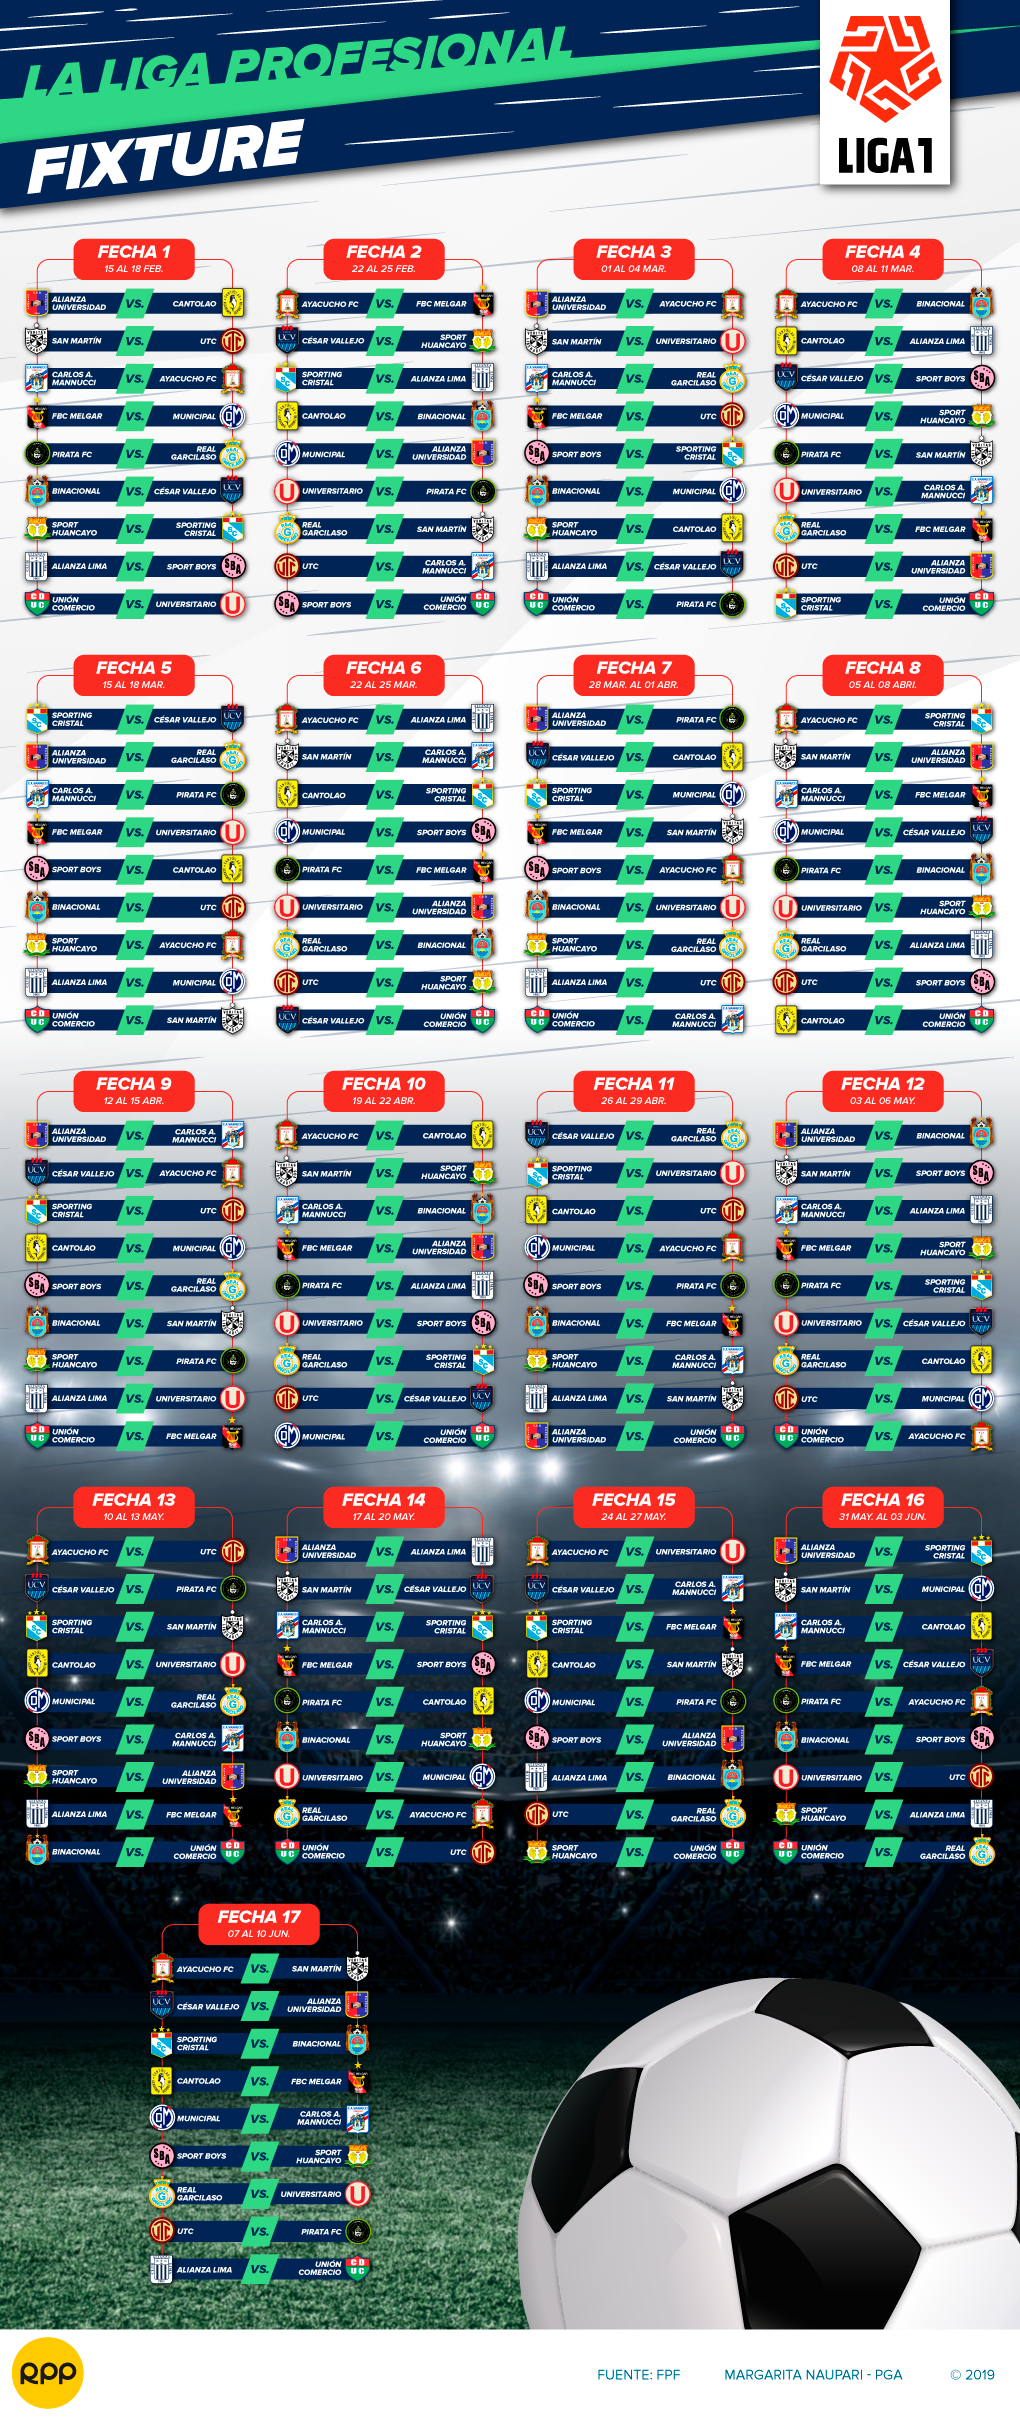 LA LIGA PROFESIONAL
FIXTURE
LIGA1
FECHA 1
15 AL 18 FEB.
ALIANZA UNIVERSIDAD VS. CANTOLAO
SAN MARTÍN VS. UTC
CARLOS A. MANNUCCI VS. AYACUCHO FC
FBC MELGAR VS. MUNICIPAL
PIRATA FC VS. REAL GARCILASO
BINACIONAL VS. CÉSAR VALLEJO
SPORT HUANCAYO VS. SPORTING CRISTAL
ALIANZA LIMA VS. SPORT BOYS
UNIÓN COMERCIO VS. UNIVERSITARIO
FECHA 2
22 AL 25 FEB.
AYACUCHO FC VS. FBC MELGAR
CÉSAR VALLEJO VS. SPORT HUANCAYO
SPORTING CRISTAL VS. ALIANZA LIMA
CANTOLAO VS. BINACIONAL
MUNICIPAL VS. ALIANZA UNIVERSIDAD
UNIVERSITARIO VS. PIRATA FC
REAL GARCILASO VS. SAN MARTÍN
UTC VS. CARLOS A. MANNUCCI
SPORT BOYS VS. UNIÓN COMERCIO
FECHA 3
01 AL 04 MAR.
ALIANZA UNIVERSIDAD VS. AYACUCHO FC
SAN MARTÍN VS. UNIVERSITARIO
CARLOS A. MANNUCCI VS. REAL GARCILASO
FBC MELGAR VS. UTC
SPORT BOYS VS. SPORTING CRISTAL
BINACIONAL VS. MUNICIPAL
SPORT HUANCAYO VS. CANTOLAO
ALIANZA LIMA VS. CÉSAR VALLEJO
UNIÓN COMERCIO VS. PIRATA FC
FECHA 4
08 AL 11 MAR.
AYACUCHO FC VS. BINACIONAL
CANTOLAO VS. ALIANZA LIMA
CÉSAR VALLEJO VS. SPORT BOYS
MUNICIPAL VS. SPORT HUANCAYO
PIRATA FC VS. SAN MARTÍN
UNIVERSITARIO VS. CARLOS A. MANNUCCI
REAL GARCILASO VS. FBC MELGAR
UTC VS. ALIANZA UNIVERSIDAD
SPORTING CRISTAL VS. UNIÓN COMERCIO
FECHA 5
15 AL 18 MAR.
SPORTING CRISTAL VS. CÉSAR VALLEJO
ALIANZA UNIVERSIDAD VS. REAL GARCILASO
CARLOS A. MANNUCCI VS. PIRATA FC
FBC MELGAR VS. UNIVERSITARIO
SPORT BOYS VS. CANTOLAO
BINACIONAL VS. UTC
SPORT HUANCAYO VS. AYACUCHO FC
ALIANZA LIMA VS. MUNICIPAL
UNIÓN COMERCIO VS. SAN MARTÍN
FECHA 6
22 AL 25 MAR.
AYACUCHO FC VS. ALIANZA LIMA
SAN MARTÍN VS. CARLOS A. MANNUCCI
CANTOLAO VS. SPORTING CRISTAL
MUNICIPAL VS. SPORT BOYS
PIRATA FC VS. FBC MELGAR
UNIVERSITARIO VS. ALIANZA UNIVERSIDAD
REAL GARCILASO VS. BINACIONAL
UTC VS. SPORT HUANCAYO
CÉSAR VALLEJO VS. UNIÓN COMERCIO
FECHA 7
28 MAR. AL 01 ABR.
ALIANZA UNIVERSIDAD VS. PIRATA FC
CÉSAR VALLEJO VS. CANTOLAO
SPORTING CRISTAL VS. MUNICIPAL
FBC MELGAR VS. SAN MARTÍN
SPORT BOYS VS. AYACUCHO FC
BINACIONAL VS. UNIVERSITARIO
SPORT HUANCAYO VS. REAL GARCILASO
ALIANZA LIMA VS. UTC
UNIÓN COMERCIO VS. CARLOS A. MANNUCCI
FECHA 8
05 AL 08 ABRI.
AYACUCHO FC VS. SPORTING CRISTAL
SAN MARTÍN VS. ALIANZA UNIVERSIDAD
CARLOS A. MANNUCCI VS. FBC MELGAR
MUNICIPAL VS. CÉSAR VALLEJO
PIRATA FC VS. BINACIONAL
UNIVERSITARIO VS. SPORT HUANCAYO
REAL GARCILASO VS. ALIANZA LIMA
UTC VS. SPORT BOYS
CANTOLAO VS. UNIÓN COMERCIO
FECHA 9
12 AL 15 ABR.
ALIANZA UNIVERSIDAD VS. CARLOS A. MANNUCCI
CÉSAR VALLEJO VS. AYACUCHO FC
SPORTING CRISTAL VS. UTC
CANTOLAO VS. MUNICIPAL
SPORT BOYS VS. REAL GARCILASO
BINACIONAL VS. SAN MARTÍN
SPORT HUANCAYO VS. PIRATA FC
ALIANZA LIMA VS. UNIVERSITARIO
UNIÓN COMERCIO VS. FBC MELGAR
FECHA 10
19 AL 22 ABR.
AYACUCHO FC VS. CANTOLAO
SAN MARTÍN VS. SPORT HUANCAYO
CARLOS A. MANNUCCI VS. BINACIONAL
FBC MELGAR VS. ALIANZA UNIVERSIDAD
PIRATA FC VS. ALIANZA LIMA
UNIVERSITARIO VS. SPORT BOYS
REAL GARCILASO VS. SPORTING CRISTAL
UTC VS. CÉSAR VALLEJO
MUNICIPAL VS. UNIÓN COMERCIO
FECHA 11
26 AL 29 ABR.
CÉSAR VALLEJO VS. REAL GARCILASO
SPORTING CRISTAL VS. UNIVERSITARIO
CANTOLAO VS. UTC
MUNICIPAL VS. AYACUCHO FC
SPORT BOYS VS. PIRATA FC
BINACIONAL VS. FBC MELGAR
SPORT HUANCAYO VS. CARLOS A. MANNUCCI
ALIANZA LIMA VS. SAN MARTÍN
ALIANZA UNIVERSIDAD VS. UNIÓN COMERCIO
FECHA 12
03 AL 06 MAY.
ALIANZA UNIVERSIDAD VS. BINACIONAL
SAN MARTÍN VS. SPORT BOYS
CARLOS A. MANNUCCI VS. ALIANZA LIMA
FBC MELGAR VS. SPORT HUANCAYO
PIRATA FC VS. SPORTING CRISTAL
UNIVERSITARIO VS. CÉSAR VALLEJO
REAL GARCILASO VS. CANTOLAO
UTC VS. MUNICIPAL
UNIÓN COMERCIO VS. AYACUCHO FC
FECHA 13
10 AL 13 MAY.
AYACUCHO FC VS. UTC
CÉSAR VALLEJO VS. PIRATA FC
SPORTING CRISTAL VS. SAN MARTÍN
CANTOLAO VS. UNIVERSITARIO
MUNICIPAL VS. REAL GARCILASO
SPORT BOYS VS. CARLOS A. MANNUCCI
SPORT HUANCAYO VS. ALIANZA UNIVERSIDAD
ALIANZA LIMA VS. FBC MELGAR
BINACIONAL VS. UNIÓN COMERCIO
FECHA 14
17 AL 20 MAY.
ALIANZA UNIVERSIDAD VS. ALIANZA LIMA
SAN MARTÍN VS. CÉSAR VALLEJO
CARLOS A. MANNUCCI VS. SPORTING CRISTAL
FBC MELGAR VS. SPORT BOYS
PIRATA FC VS. CANTOLAO
BINACIONAL VS. SPORT HUANCAYO
UNIVERSITARIO VS. MUNICIPAL
REAL GARCILASO VS. AYACUCHO FC
UNIÓN COMERCIO VS. UTC
FECHA 15
24 AL 27 MAY.
AYACUCHO FC VS. UNIVERSITARIO
CÉSAR VALLEJO VS. CARLOS A. MANNUCCI
SPORTING CRISTAL VS. FBC MELGAR
CANTOLAO VS. SAN MARTÍN
MUNICIPAL VS. PIRATA FC
SPORT BOYS VS. ALIANZA UNIVERSIDAD
ALIANZA LIMA VS. BINACIONAL
UTC VS. REAL GARCILASO
SPORT HUANCAYO VS. UNIÓN COMERCIO
FECHA 16
31 MAY. AL 03 JUN.
ALIANZA UNIVERSIDAD VS. SPORTING CRISTAL
SAN MARTÍN VS. MUNICIPAL
CARLOS A. MANNUCCI VS. CANTOLAO
FBC MELGAR VS. CÉSAR VALLEJO
PIRATA FC VS. AYACUCHO FC
BINACIONAL VS. SPORT BOYS
UNIVERSITARIO VS. UTC
SPORT HUANCAYO VS. ALIANZA LIMA
UNIÓN COMERCIO VS. REAL GARCILASO
FECHA 17
07 AL 10 JUN.
AYACUCHO FC VS. SAN MARTÍN
CÉSAR VALLEJO VS. ALIANZA UNIVERSIDAD
SPORTING CRISTAL VS. BINACIONAL
CANTOLAO VS. FBC MELGAR
MUNICIPAL VS. CARLOS A. MANNUCCI
SPORT BOYS VS. SPORT HUANCAYO
REAL GARCILASO VS. UNIVERSITARIO
UTC VS. PIRATA FC
ALIANZA LIMA VS. UNIÓN COMERCIO
RPP
FUENTE: FPF MARGARITA NAUPARI - PGA © 2019